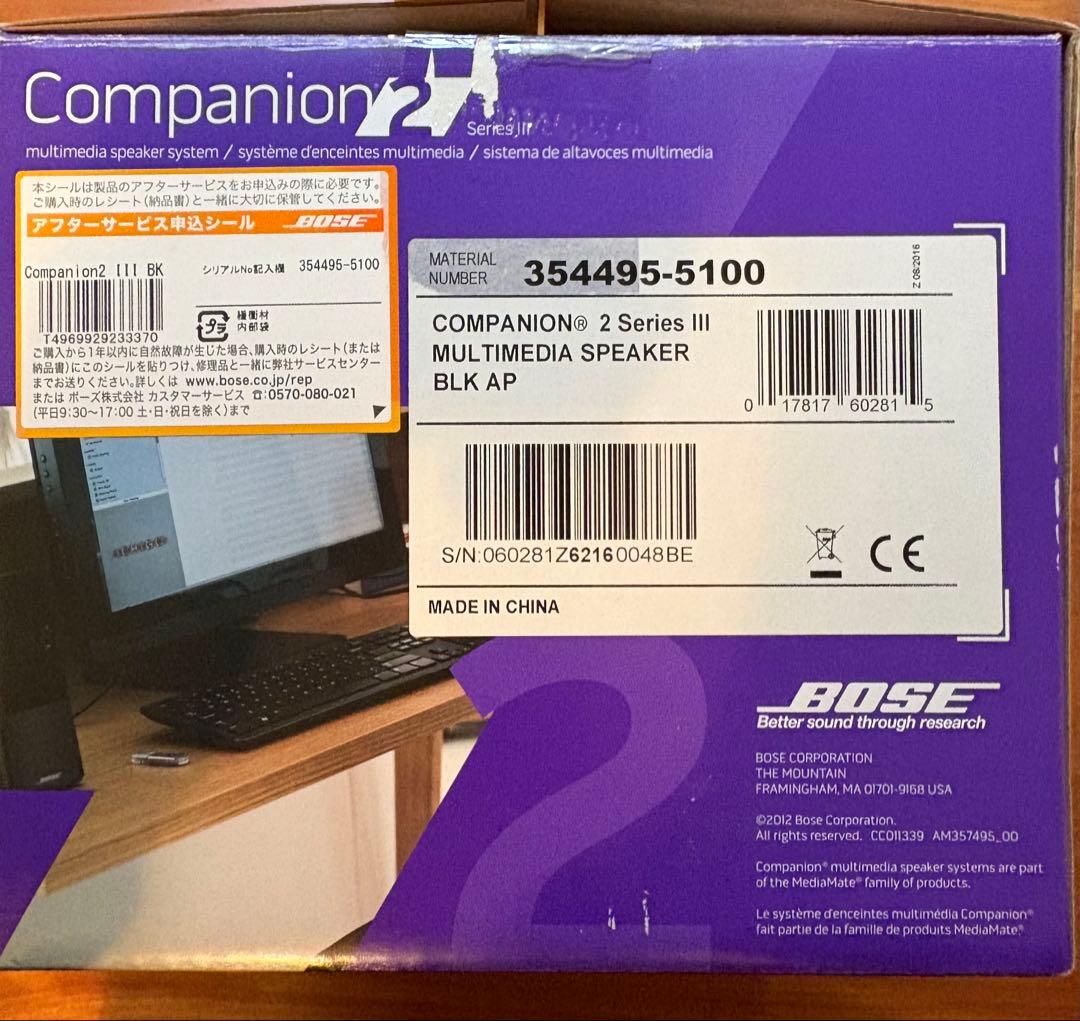 Companion 2
Series III
multimedia speaker system / système d'enceintes multimedia / sistema de altavoces multimedia
本シールは製品のアフターサービスをお申込みの際に必要です。
ご購入時のレシート(納品書)と一緒に大切に保管してください。
アフターサービス申込シール BOSE
Companion2 III BK シリアルNo記入欄 354495-5100
T4969929233370
プラ 緩衝材
内部袋
ご購入から1年以内に自然故障が生じた場合、購入時のレシート(または
納品書)にこのシールを貼りつけ、修理品と一緒に弊社サービスセンター
までお送りください。詳しくは www.bose.co.jp/rep
または ボーズ株式会社 カスタマーサービス ☎:0570-080-021
(平日9:30〜17:00 土・日・祝日を除く)まで
MATERIAL
NUMBER 354495-5100
Z 08/2016
COMPANION® 2 Series III
MULTIMEDIA SPEAKER
BLK AP
0 17817 60281 5
S/N:060281Z62160048BE
CE
MADE IN CHINA
BOSE
Better sound through research
BOSE CORPORATION
THE MOUNTAIN
FRAMINGHAM, MA 01701-9168 USA
©2012 Bose Corporation.
All rights reserved. CC011339 AM357495_00
Companion® multimedia speaker systems are part
of the MediaMate® family of products.
Le système d'enceintes multimédia Companion®
fait partie de la famille de produits MediaMate®.
2